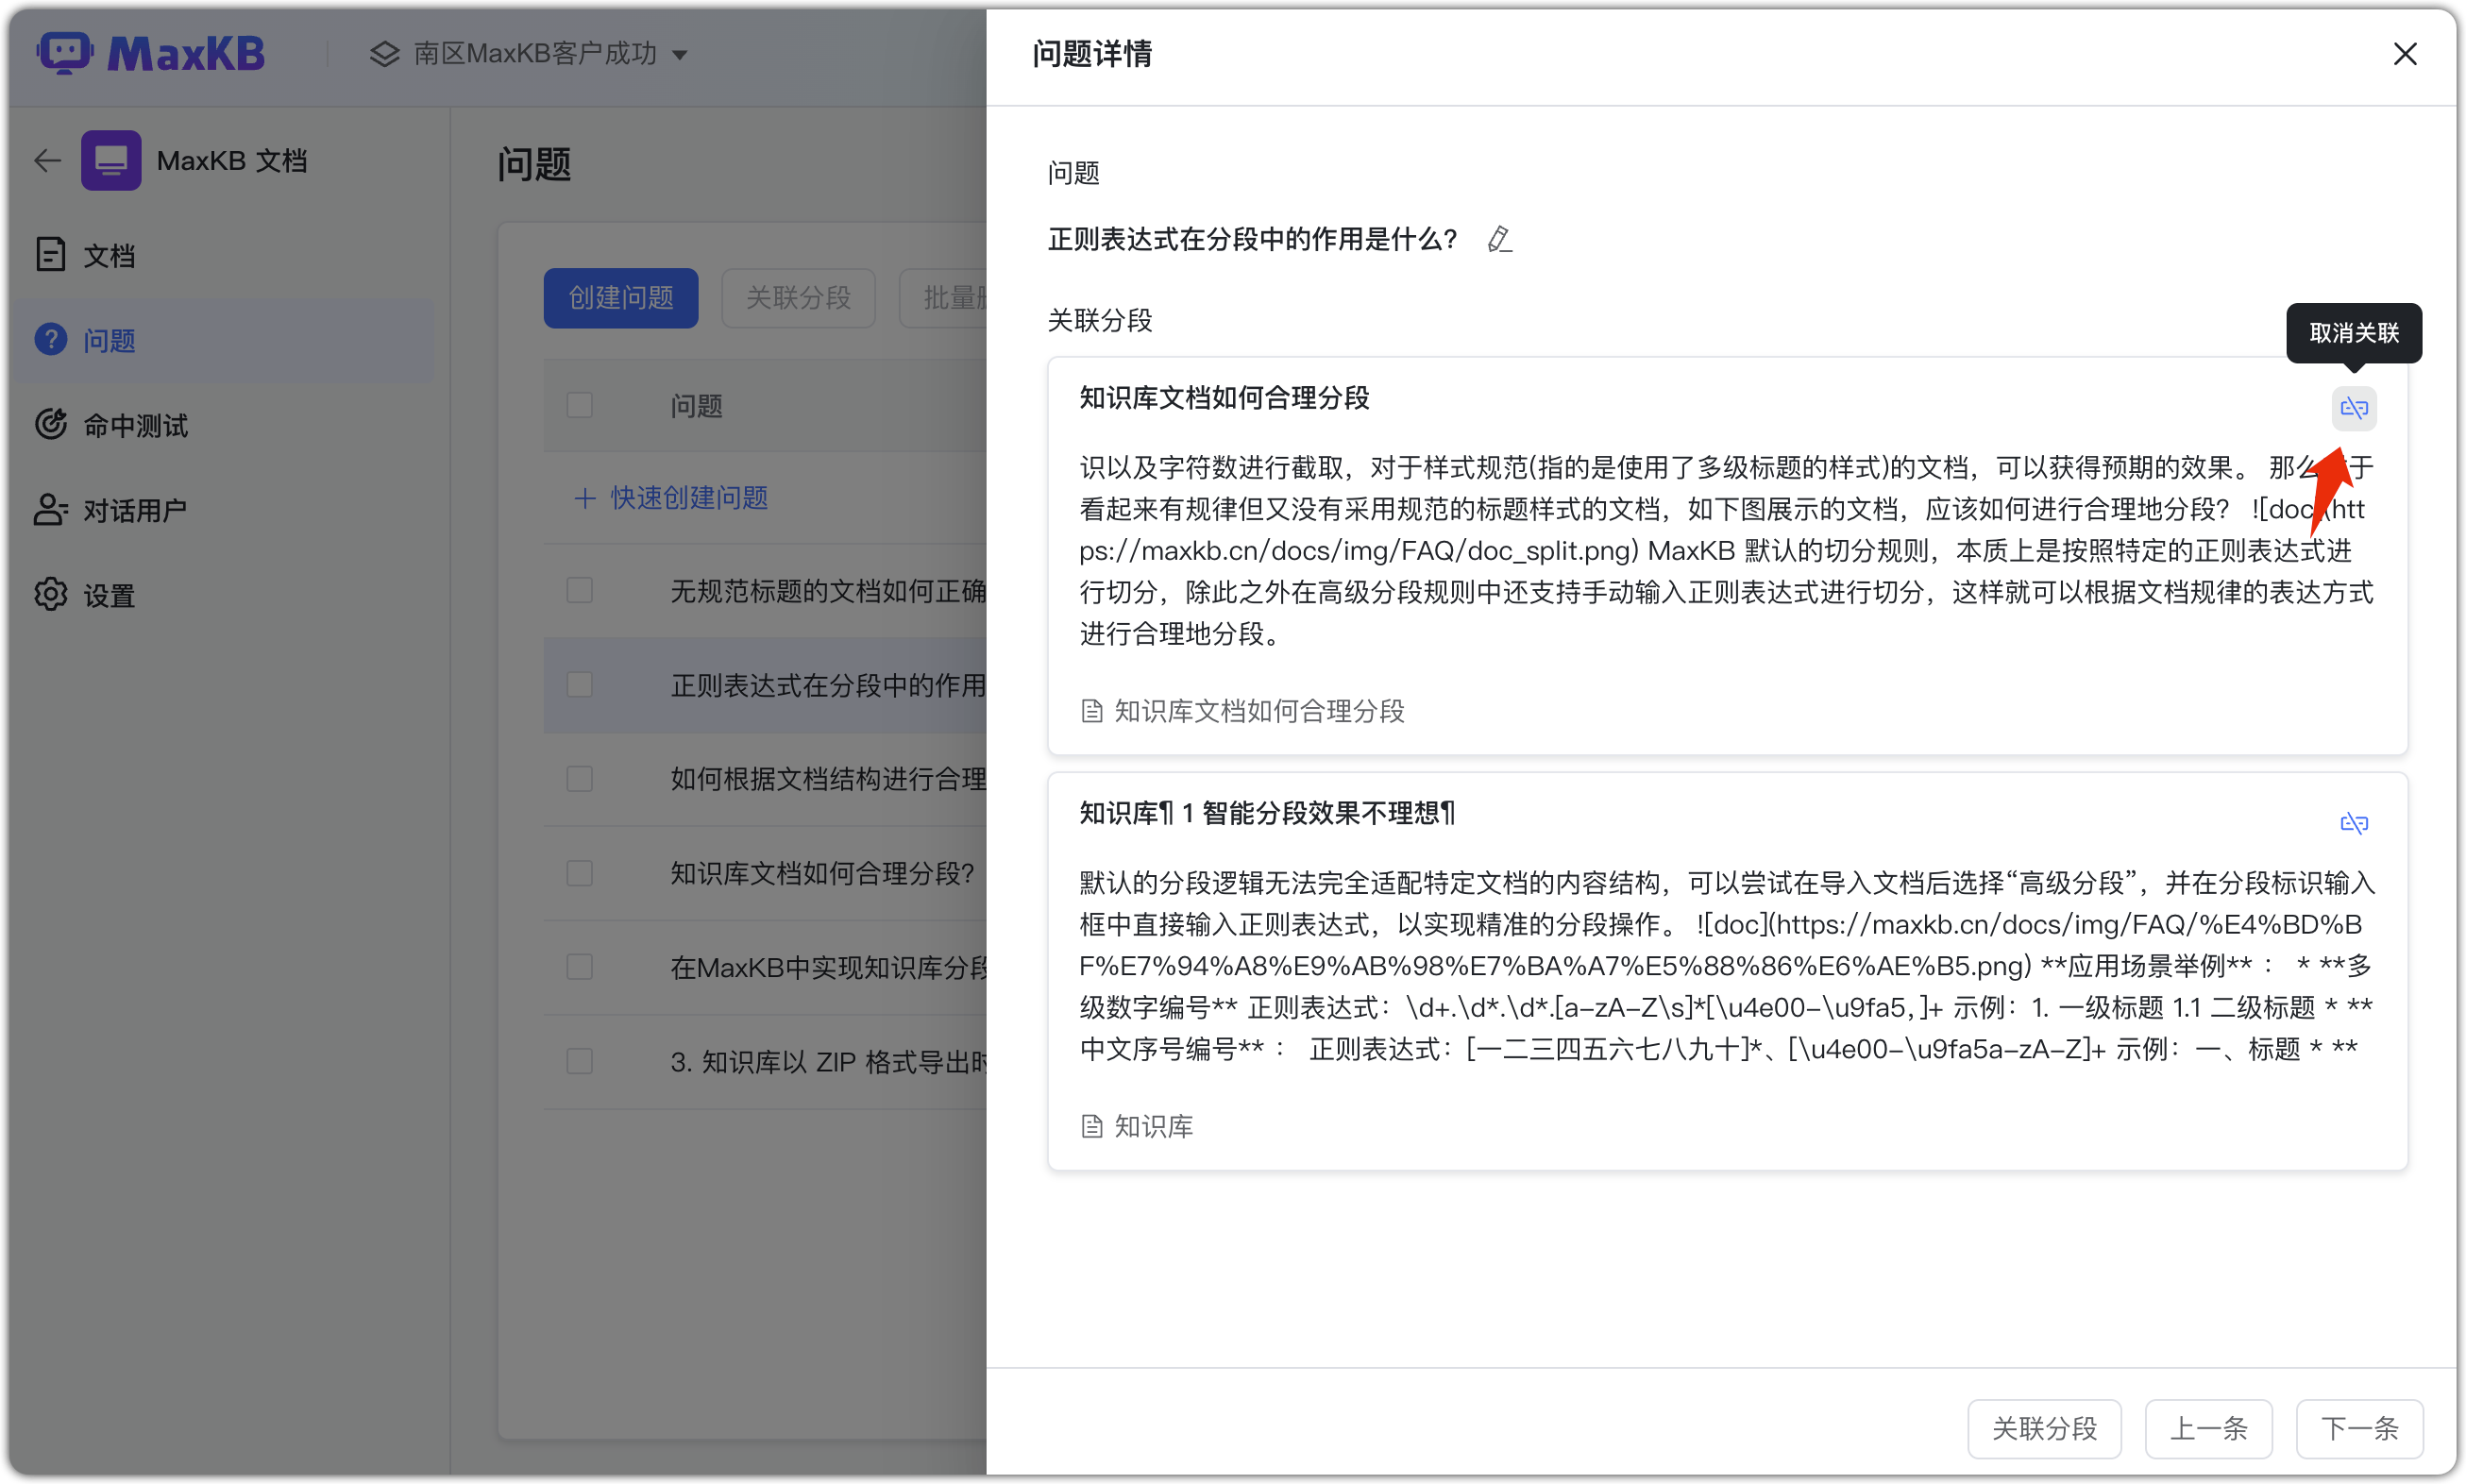 MaxKB
南区MaxKB客户成功
MaxKB 文档
文档
问题
命中测试
对话用户
设置
问题
创建问题
关联分段
批量
问题
快速创建问题
无规范标题的文档如何正确
正则表达式在分段中的作用
如何根据文档结构进行合理
知识库文档如何合理分段?
在MaxKB中实现知识库分段
3. 知识库以 ZIP 格式导出时
问题详情
问题
正则表达式在分段中的作用是什么?
关联分段
取消关联
知识库文档如何合理分段
识以及字符数进行截取，对于样式规范(指的是使用了多级标题的样式)的文档，可以获得预期的效果。 那么 于
看起来有规律但又没有采用规范的标题样式的文档，如下图展示的文档，应该如何进行合理地分段？ ![doc](htt
ps://maxkb.cn/docs/img/FAQ/doc_split.png) MaxKB 默认的切分规则，本质上是按照特定的正则表达式进
行切分，除此之外在高级分段规则中还支持手动输入正则表达式进行切分，这样就可以根据文档规律的表达方式
进行合理地分段。
知识库文档如何合理分段
知识库¶ 1 智能分段效果不理想¶
默认的分段逻辑无法完全适配特定文档的内容结构，可以尝试在导入文档后选择“高级分段”，并在分段标识输入
框中直接输入正则表达式，以实现精准的分段操作。 ![doc](https://maxkb.cn/docs/img/FAQ/%E4%BD%B
F%E7%94%A8%E9%AB%98%E7%BA%A7%E5%88%86%E6%AE%B5.png) **应用场景举例** ： * **多
级数字编号** 正则表达式：\d+.\d*.\d*.[a-zA-Z\s]*[\u4e00-\u9fa5,]+ 示例：1. 一级标题 1.1 二级标题 * **
中文序号编号** ： 正则表达式：[一二三四五六七八九十]*、[\u4e00-\u9fa5a-zA-Z]+ 示例：一、标题 * **
知识库
关联分段
上一条
下一条